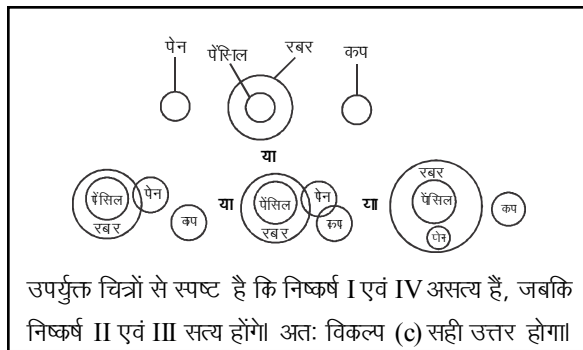 पेन पेंसिल रबर कप
या
पेंसिल पेन रबर कप या पेंसिल पेन रबर कप या रबर पेंसिल पेन कप
उपर्युक्त चित्रों से स्पष्ट है कि निष्कर्ष I एवं IV असत्य हैं, जबकि
निष्कर्ष II एवं III सत्य होंगे। अतः विकल्प (c) सही उत्तर होगा।